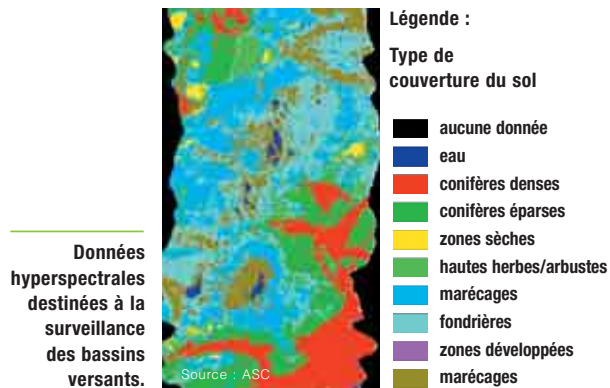 Légende :
Type de
couverture du sol
aucune donnée
eau
conifères denses
conifères éparses
zones sèches
hautes herbes/arbustes
marécages
fondrières
zones développées
marécages
Données
hyperspectrales
destinées à la
surveillance
des bassins
versants.
Source : ASC